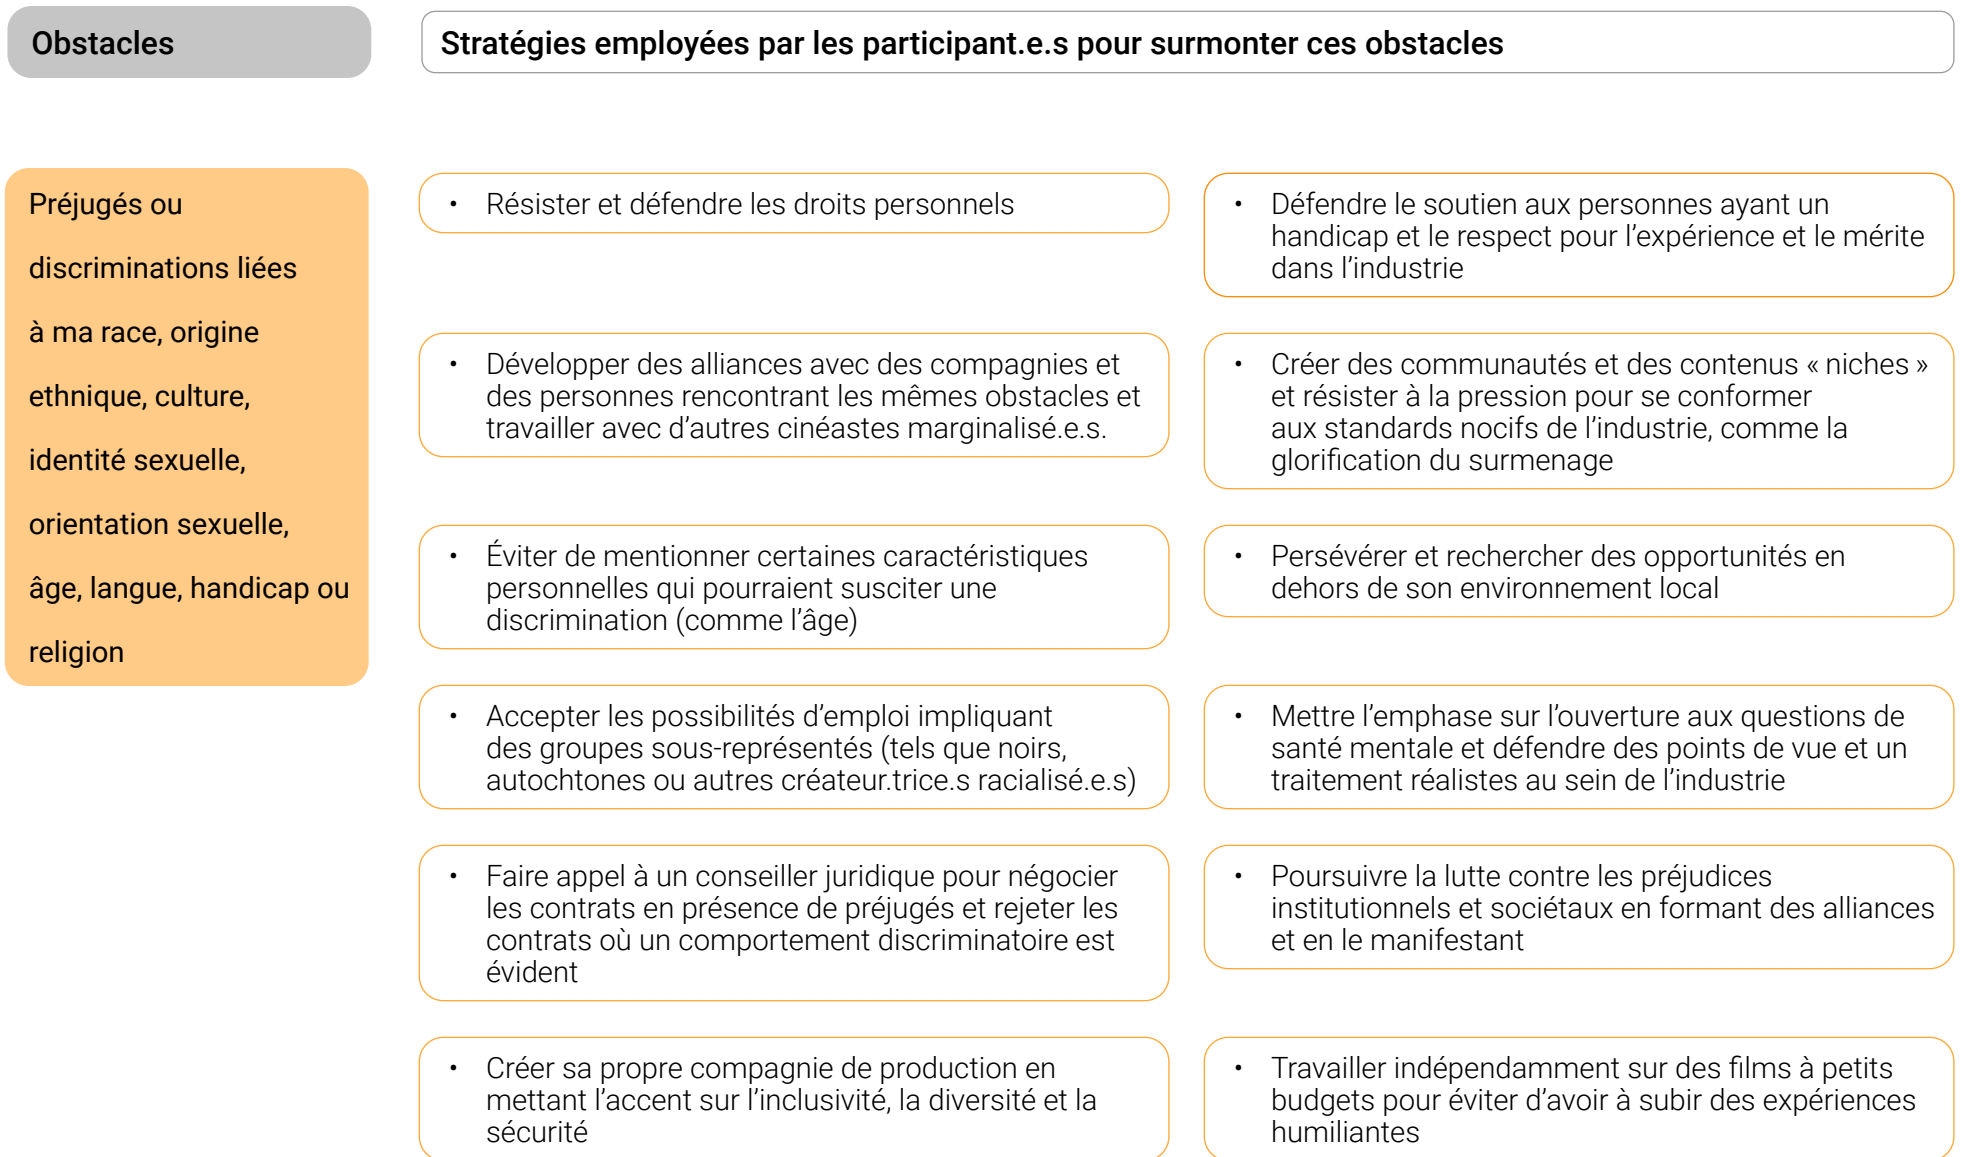 Obstacles
Stratégies employées par les participant.e.s pour surmonter ces obstacles
Préjugés ou
discriminations liées
à ma race, origine
ethnique, culture,
identité sexuelle,
orientation sexuelle,
âge, langue, handicap ou
religion
• Résister et défendre les droits personnels
• Défendre le soutien aux personnes ayant un
handicap et le respect pour l’expérience et le mérite
dans l’industrie
• Développer des alliances avec des compagnies et
des personnes rencontrant les mêmes obstacles et
travailler avec d’autres cinéastes marginalisé.e.s.
• Créer des communautés et des contenus « niches »
et résister à la pression pour se conformer
aux standards nocifs de l’industrie, comme la
glorification du surmenage
• Éviter de mentionner certaines caractéristiques
personnelles qui pourraient susciter une
discrimination (comme l’âge)
• Persévérer et rechercher des opportunités en
dehors de son environnement local
• Accepter les possibilités d’emploi impliquant
des groupes sous-représentés (tels que noirs,
autochtones ou autres créateur.trice.s racialisé.e.s)
• Mettre l’emphase sur l’ouverture aux questions de
santé mentale et défendre des points de vue et un
traitement réalistes au sein de l’industrie
• Faire appel à un conseiller juridique pour négocier
les contrats en présence de préjugés et rejeter les
contrats où un comportement discriminatoire est
évident
• Poursuivre la lutte contre les préjudices
institutionnels et sociétaux en formant des alliances
et en le manifestant
• Créer sa propre compagnie de production en
mettant l’accent sur l’inclusivité, la diversité et la
sécurité
• Travailler indépendamment sur des films à petits
budgets pour éviter d’avoir à subir des expériences
humiliantes